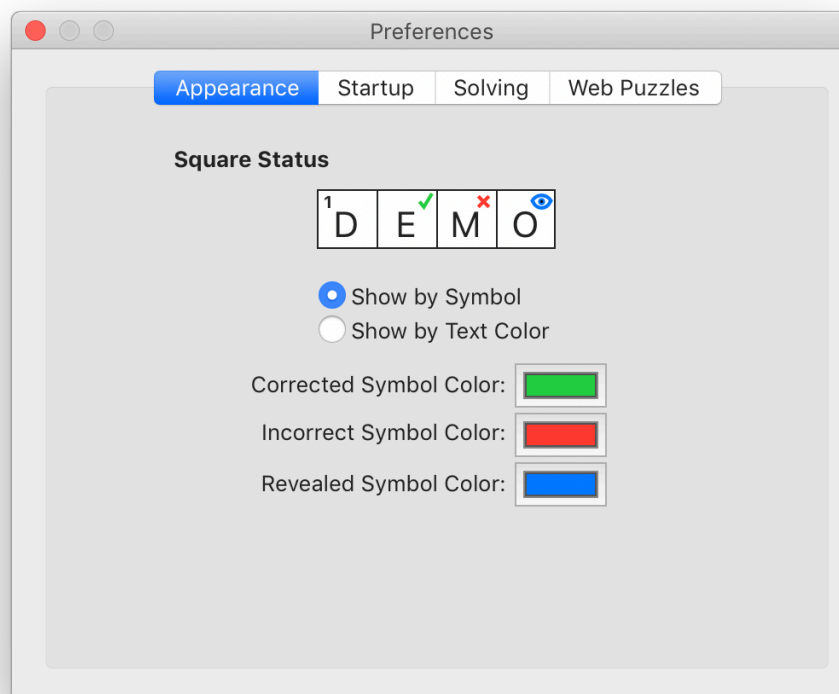 Preferences
Appearance Startup Solving Web Puzzles
Square Status
1
D E M O
Show by Symbol
Show by Text Color
Corrected Symbol Color:
Incorrect Symbol Color:
Revealed Symbol Color: